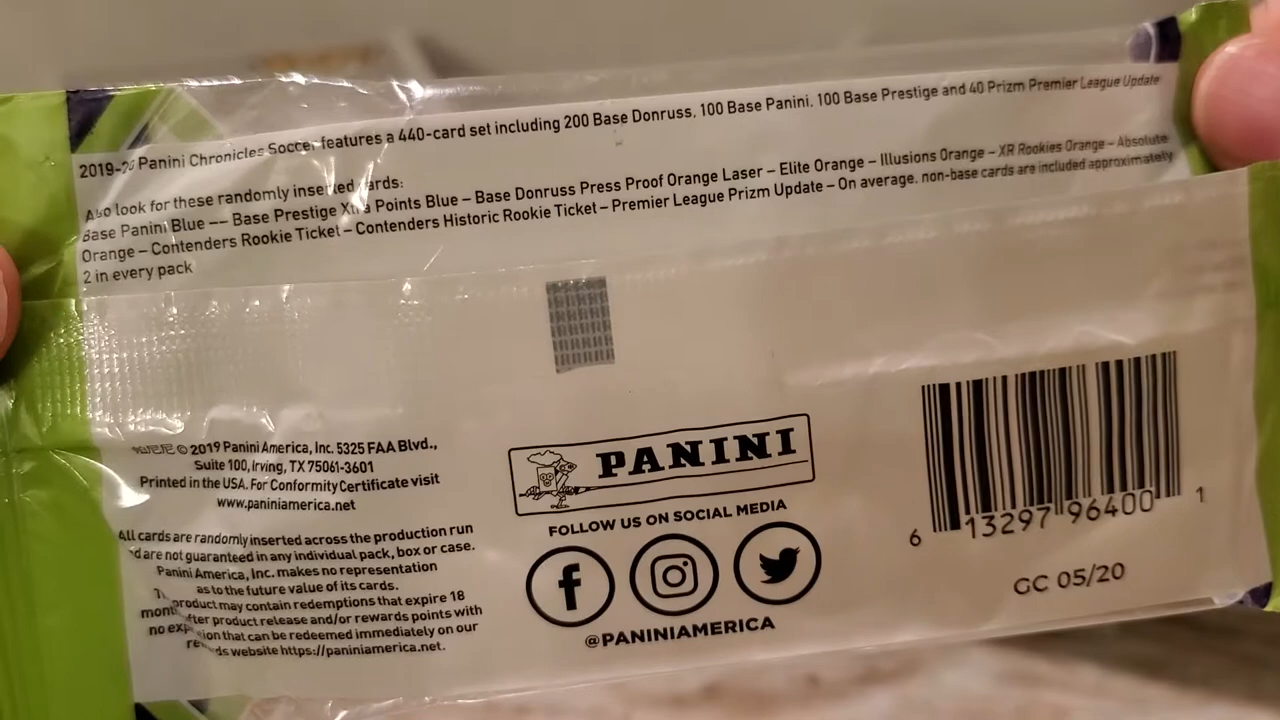 2019-20 Panini Chronicles Soccer features a 440-card set including 200 Base Donruss, 100 Base Panini, 100 Base Prestige and 40 Prizm Premier League Update
Also look for these randomly inserted cards:
Base Panini Blue –– Base Prestige Xtra Points Blue – Base Donruss Press Proof Orange Laser – Elite Orange – Illusions Orange – XR Rookies Orange – Absolute
Orange – Contenders Rookie Ticket – Contenders Historic Rookie Ticket – Premier League Prizm Update – On average, non-base cards are included approximately
2 in every pack
© 2019 Panini America, Inc. 5325 FAA Blvd.,
Suite 100, Irving, TX 75061-3601
Printed in the USA. For Conformity Certificate visit
www.paniniamerica.net
All cards are randomly inserted across the production run
and are not guaranteed in any individual pack, box or case.
Panini America, Inc. makes no representation
as to the future value of its cards.
product may contain redemptions that expire 18
months after product release and/or rewards points with
no expiration that can be redeemed immediately on our
rewards website https://paniniamerica.net.
PANINI
FOLLOW US ON SOCIAL MEDIA
@PANINIAMERICA
6 13297 96400 1
GC 05/20